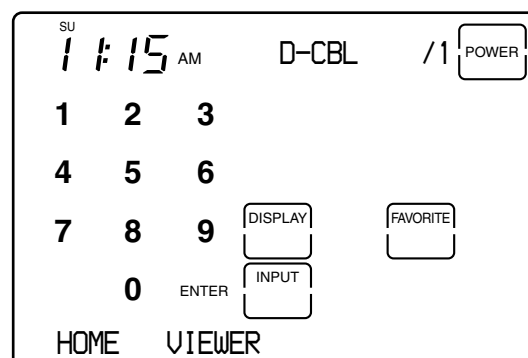 SU
11:15 AM D-CBL /1 POWER
1 2 3
4 5 6
7 8 9 DISPLAY FAVORITE
0 ENTER INPUT
HOME VIEWER